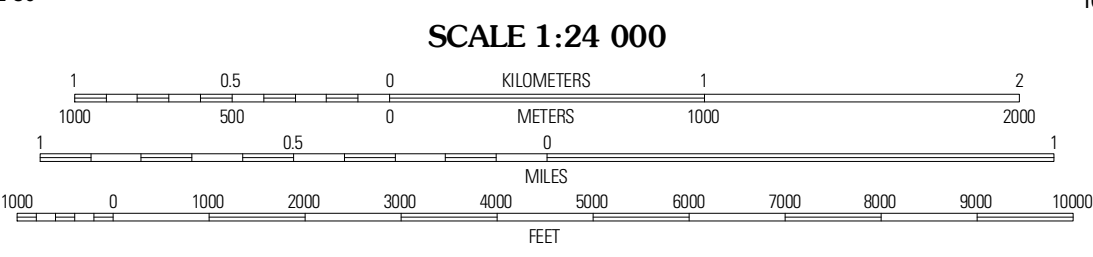 SCALE 1:24 000
1 0.5 0 KILOMETERS 1 2
1000 500 0 METERS 1000 2000
1 0.5 0 1
MILES
1000 0 1000 2000 3000 4000 5000 6000 7000 8000 9000 10000
FEET